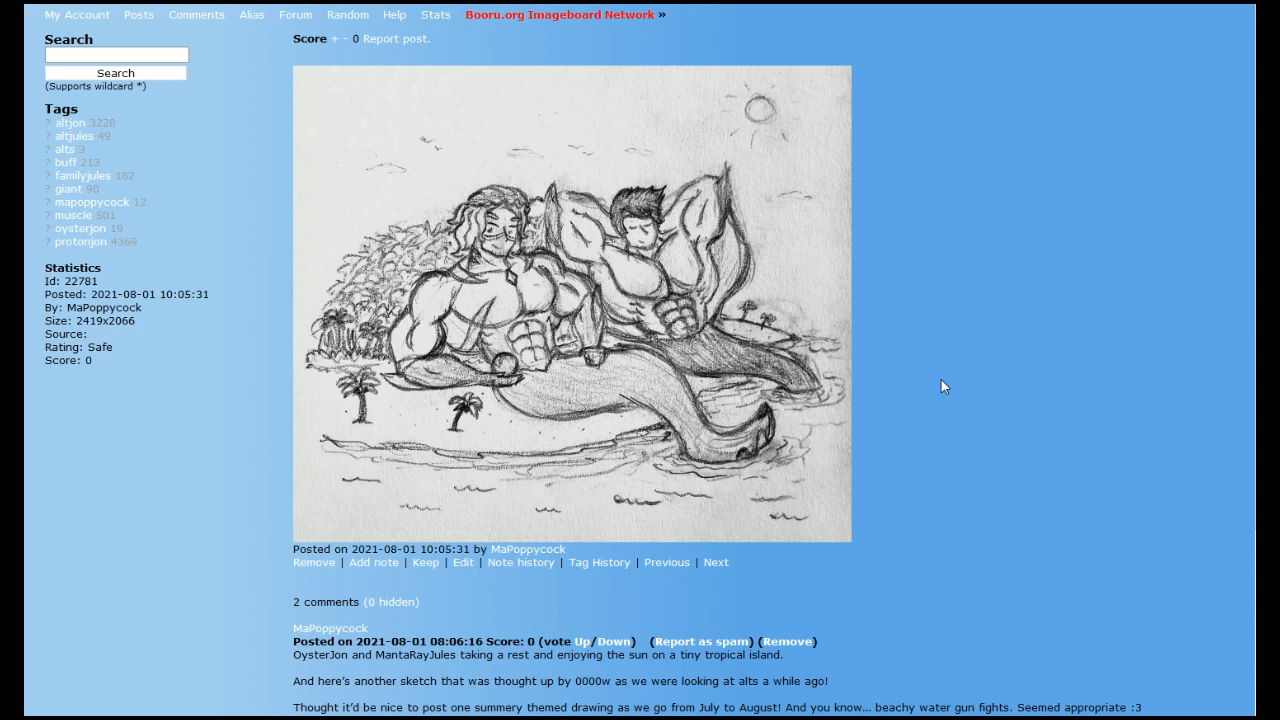 My Account Posts Comments Alias Forum Random Help Stats Booru.org Imageboard Network »
Search
Search
(Supports wildcard *)
Tags
? altjon 3228
? altjules 49
? alts 3
? buff 213
? familyjules 182
? giant 90
? mapoppycock 12
? muscle 501
? oysterjon 19
? protonjon 4369
Statistics
Id: 22781
Posted: 2021-08-01 10:05:31
By: MaPoppycock
Size: 2419x2066
Source:
Rating: Safe
Score: 0
Score + - 0 Report post.
Posted on 2021-08-01 10:05:31 by MaPoppycock
Remove | Add note | Keep | Edit | Note history | Tag History | Previous | Next
2 comments (0 hidden)
MaPoppycock
Posted on 2021-08-01 08:06:16 Score: 0 (vote Up/Down) (Report as spam) (Remove)
OysterJon and MantaRayJules taking a rest and enjoying the sun on a tiny tropical island.
And here's another sketch that was thought up by 0000w as we were looking at alts a while ago!
Thought it'd be nice to post one summery themed drawing as we go from July to August! And you know... beachy water gun fights. Seemed appropriate :3